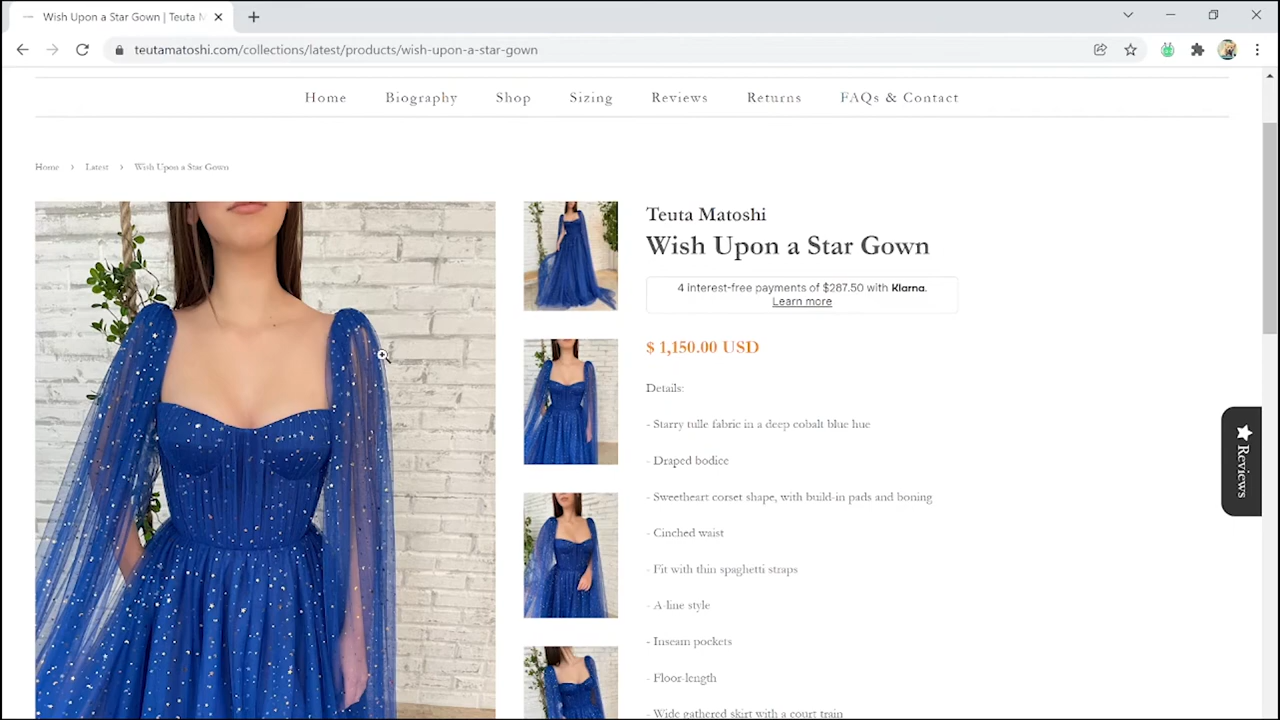 Wish Upon a Star Gown | Teuta M
teutamatoshi.com/collections/latest/products/wish-upon-a-star-gown
Home Biography Shop Sizing Reviews Returns FAQs & Contact
Home › Latest › Wish Upon a Star Gown
Teuta Matoshi
Wish Upon a Star Gown
4 interest-free payments of $287.50 with Klarna.
Learn more
$ 1,150.00 USD
Details:
- Starry tulle fabric in a deep cobalt blue hue
- Draped bodice
- Sweetheart corset shape, with build-in pads and boning
- Cinched waist
- Fit with thin spaghetti straps
- A-line style
- Inseam pockets
- Floor-length
- Wide gathered skirt with a court train
Reviews